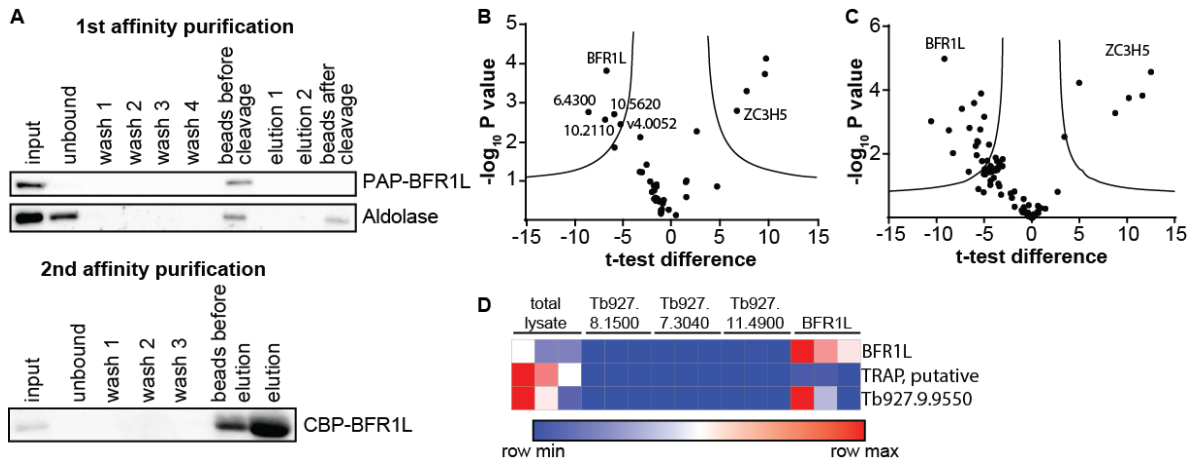 A
1st affinity purification
input
unbound
wash 1
wash 2
wash 3
wash 4
beads before
cleavage
elution 1
elution 2
beads after
cleavage
PAP-BFR1L
Aldolase
2nd affinity purification
input
unbound
wash 1
wash 2
wash 3
beads before
elution
elution
CBP-BFR1L
B
5
4
3
2
1
-log10 P value
BFR1L
6.4300
10.5620
10.2110
v4.0052
ZC3H5
-15
-10
-5
0
5
10
15
t-test difference
C
6
4
2
0
-log10 P value
BFR1L
ZC3H5
-15
-10
-5
0
5
10
15
t-test difference
D
total
lysate
Tb927.
8.1500
Tb927.
7.3040
Tb927.
11.4900
BFR1L
BFR1L
TRAP, putative
Tb927.9.9550
row min
row max